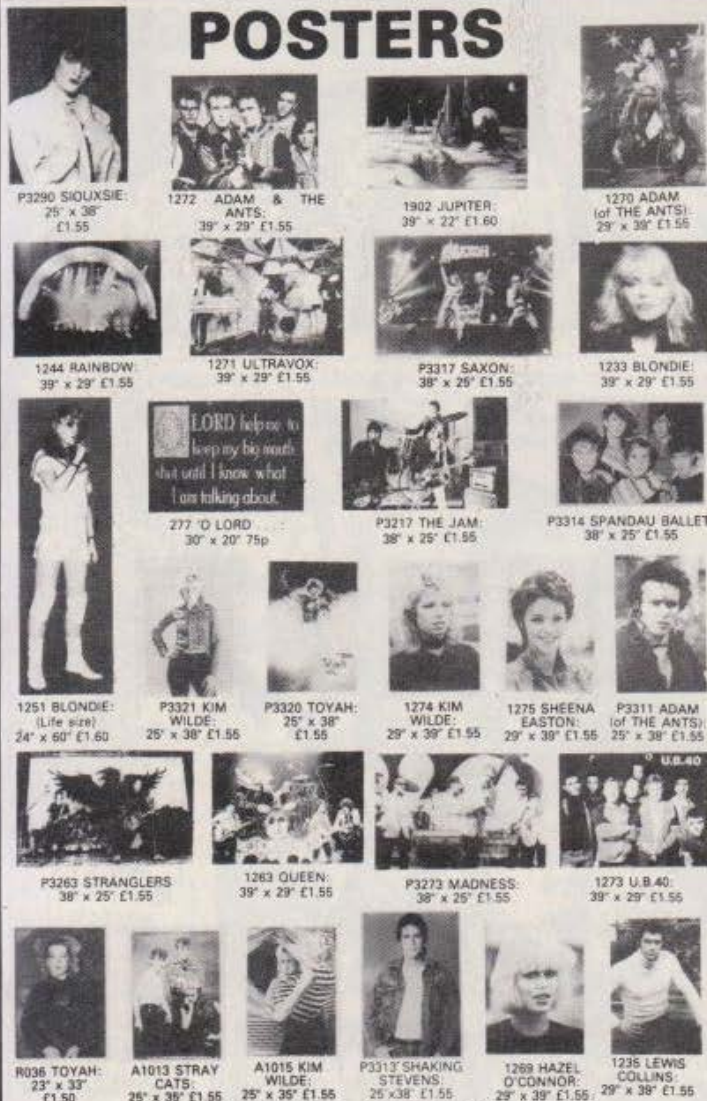 POSTERS
P3290 SIOUXSIE:
25" x 38"
£1.55
1272 ADAM & THE
ANTS:
39" x 29" £1.55
1902 JUPITER:
39" x 22" £1.60
1270 ADAM
(of THE ANTS):
29" x 39" £1.55
1244 RAINBOW:
39" x 29" £1.55
1271 ULTRAVOX:
39" x 29" £1.55
P3317 SAXON:
38" x 25" £1.55
1233 BLONDIE:
39" x 29" £1.55
1251 BLONDIE:
(Life size)
24" x 60" £1.60
O LORD help me to
keep my big mouth
shut until I know what
I am talking about.
277 'O LORD . . . :
30" x 20" 75p
P3217 THE JAM:
38" x 25" £1.55
P3314 SPANDAU BALLET
38" x 25" £1.55
P3321 KIM
WILDE:
25" x 38" £1.55
P3320 TOYAH:
25" x 38"
£1.55
1274 KIM
WILDE:
29" x 39" £1.55
1275 SHEENA
EASTON:
29" x 39" £1.55
P3311 ADAM
(of THE ANTS):
25" x 38" £1.55
P3263 STRANGLERS
38" x 25" £1.55
1263 QUEEN:
39" x 29" £1.55
P3273 MADNESS:
38" x 25" £1.55
U.B.40
1273 U.B.40:
39" x 29" £1.55
R036 TOYAH:
23" x 33"
£1.50
A1013 STRAY
CATS:
25" x 35" £1.55
A1015 KIM
WILDE:
25" x 35" £1.55
P3313 SHAKING
STEVENS:
25"x38" £1.55
1269 HAZEL
O'CONNOR:
29" x 39" £1.55
1235 LEWIS
COLLINS:
29" x 39" £1.55